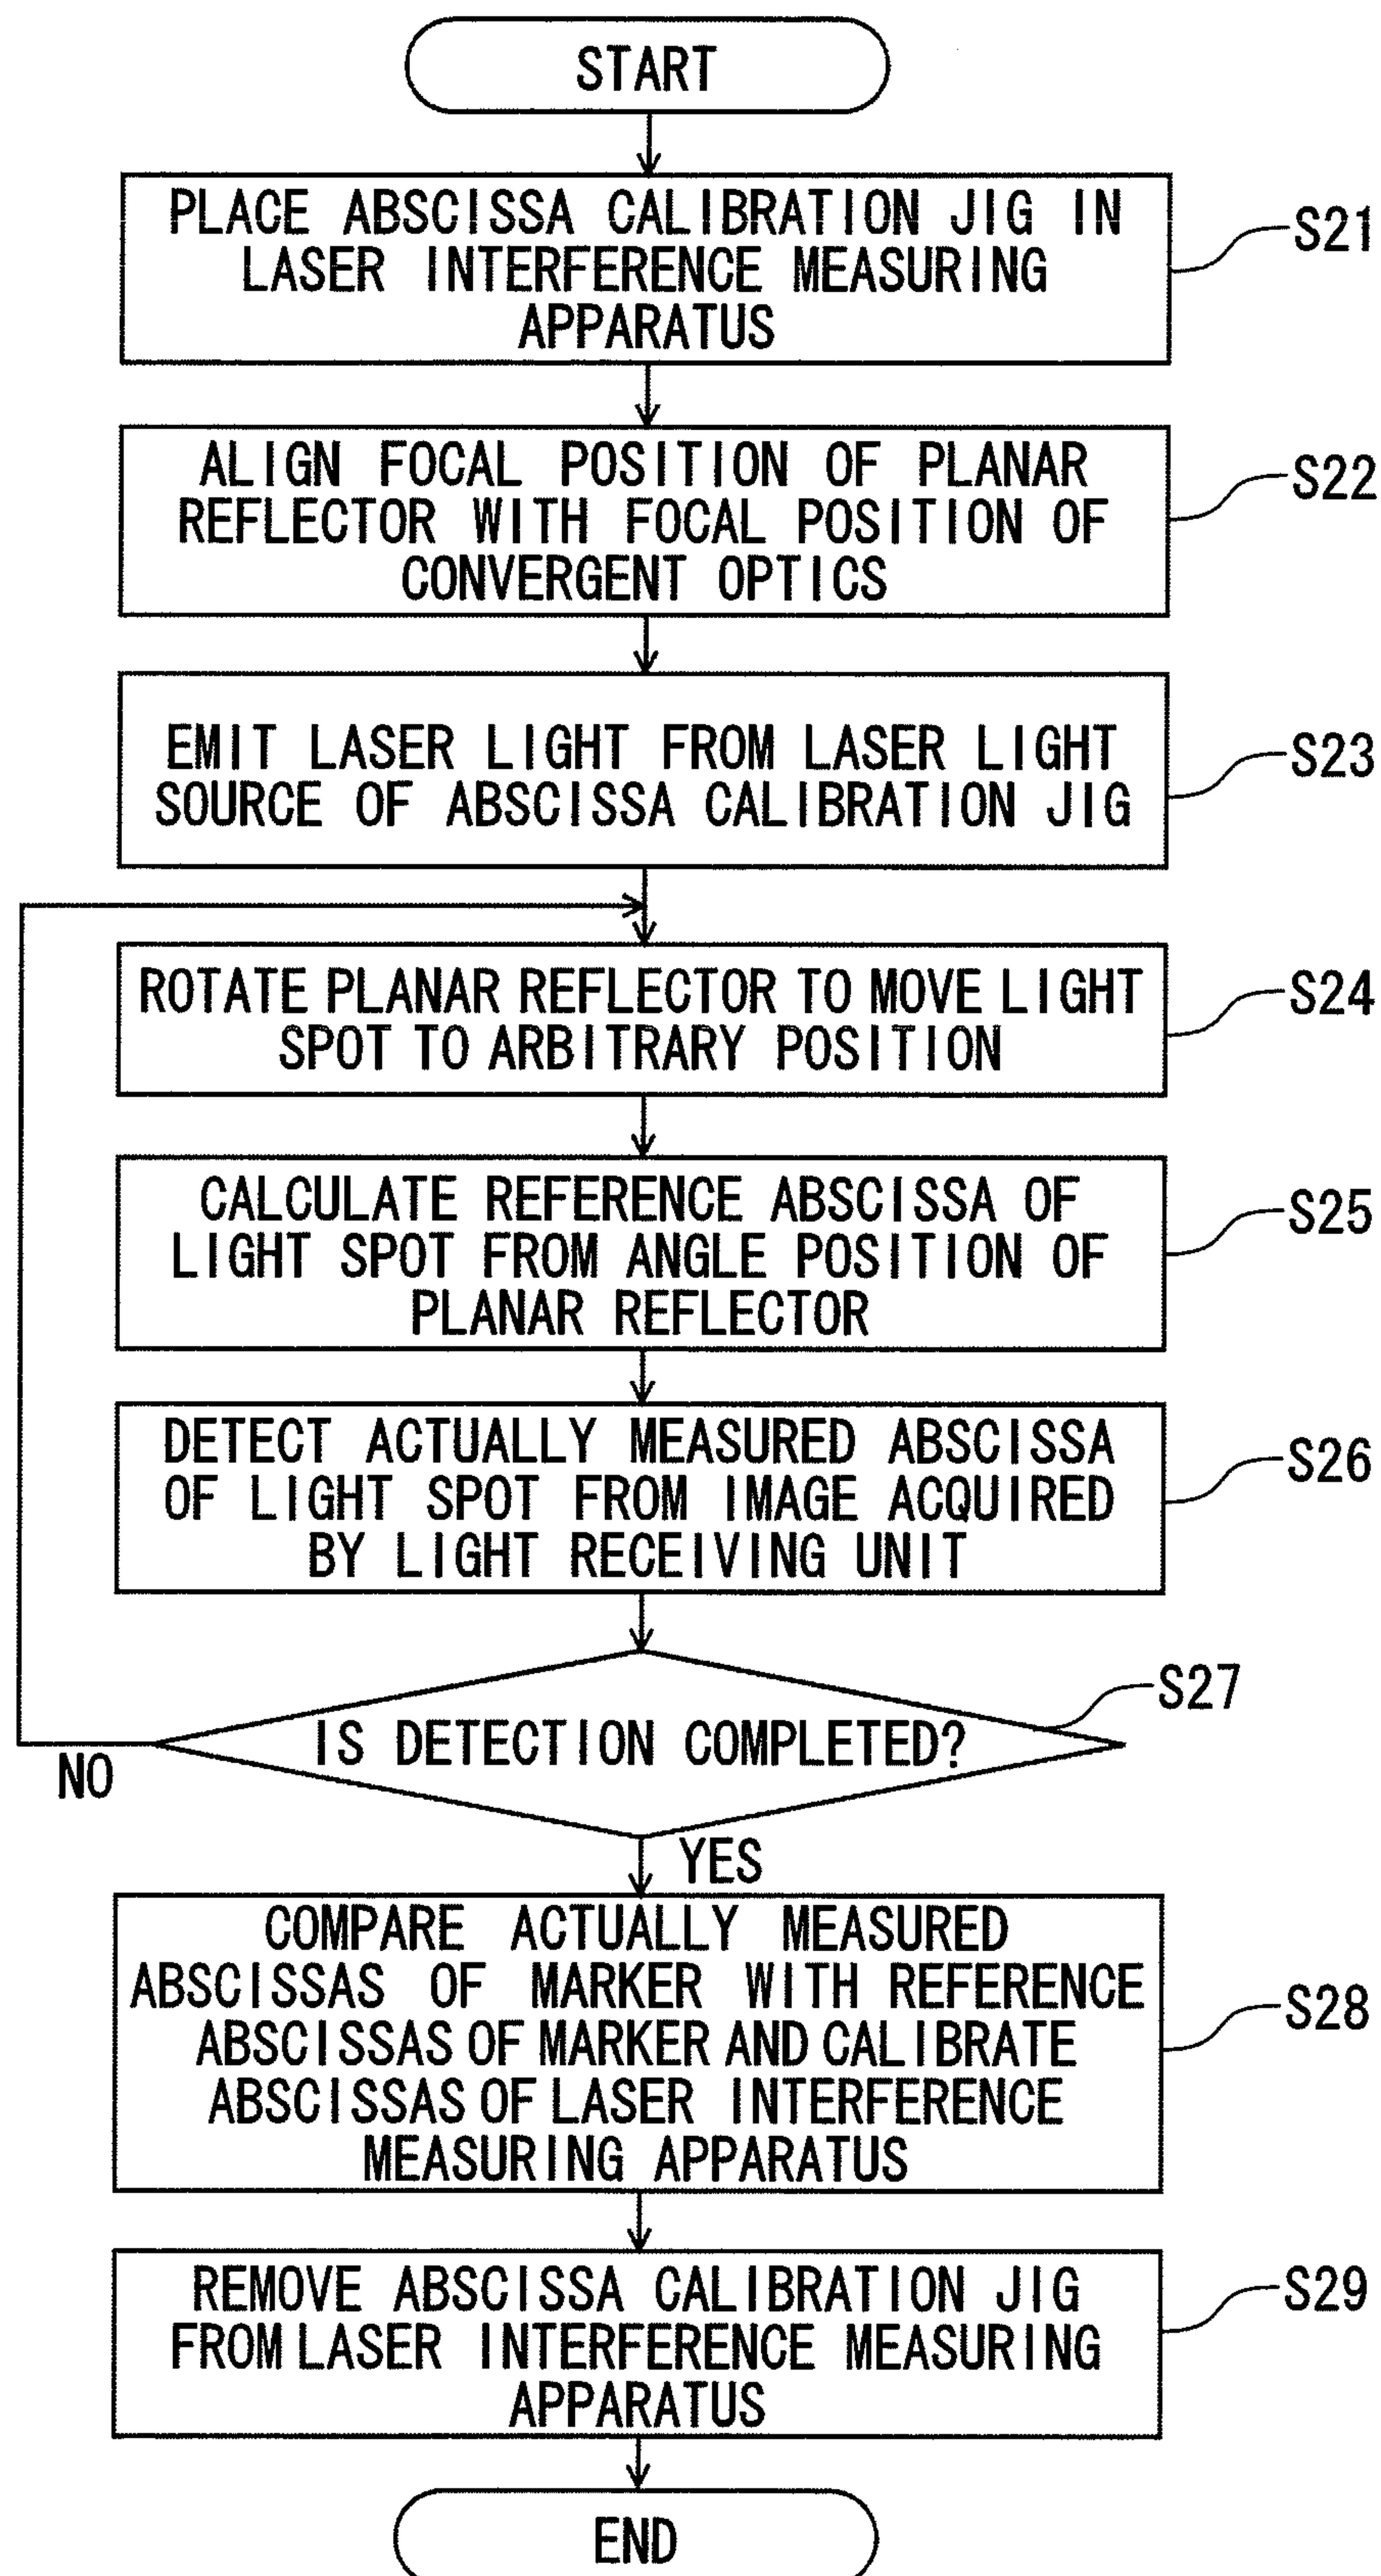 START
PLACE ABSCISSA CALIBRATION JIG IN
LASER INTERFERENCE MEASURING
APPARATUS
S21
ALIGN FOCAL POSITION OF PLANAR
REFLECTOR WITH FOCAL POSITION OF
CONVERGENT OPTICS
S22
EMIT LASER LIGHT FROM LASER LIGHT
SOURCE OF ABSCISSA CALIBRATION JIG
S23
ROTATE PLANAR REFLECTOR TO MOVE LIGHT
SPOT TO ARBITRARY POSITION
S24
CALCULATE REFERENCE ABSCISSA OF
LIGHT SPOT FROM ANGLE POSITION OF
PLANAR REFLECTOR
S25
DETECT ACTUALLY MEASURED ABSCISSA
OF LIGHT SPOT FROM IMAGE ACQUIRED
BY LIGHT RECEIVING UNIT
S26
IS DETECTION COMPLETED?
S27
NO
YES
COMPARE ACTUALLY MEASURED
ABSCISSAS OF MARKER WITH REFERENCE
ABSCISSAS OF MARKER AND CALIBRATE
ABSCISSAS OF LASER INTERFERENCE
MEASURING APPARATUS
S28
REMOVE ABSCISSA CALIBRATION JIG
FROM LASER INTERFERENCE MEASURING
APPARATUS
S29
END